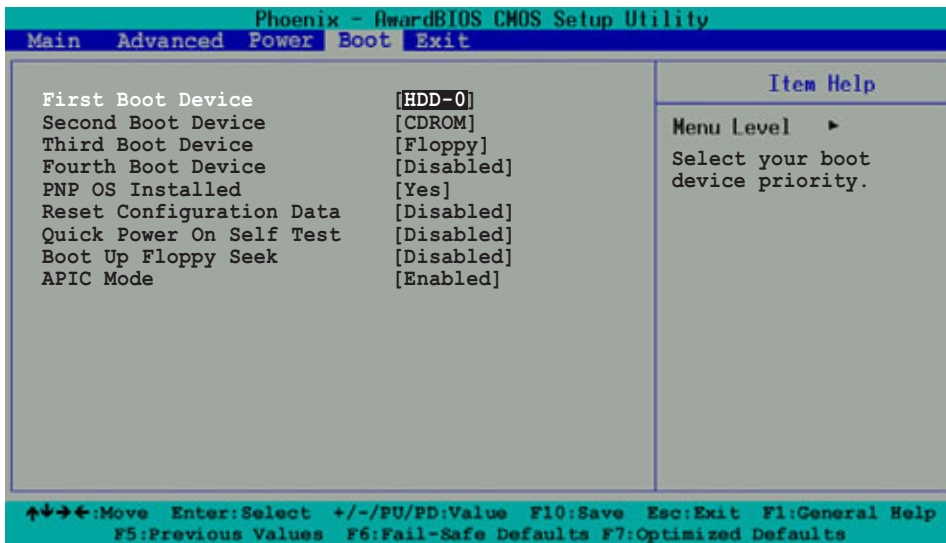 Phoenix - AwardBIOS CMOS Setup Utility
Main Advanced Power Boot Exit
Item Help
First Boot Device [HDD-0]
Second Boot Device [CDROM]
Third Boot Device [Floppy]
Fourth Boot Device [Disabled]
PNP OS Installed [Yes]
Reset Configuration Data [Disabled]
Quick Power On Self Test [Disabled]
Boot Up Floppy Seek [Disabled]
APIC Mode [Enabled]
Menu Level ►
Select your boot
device priority.
↑↓→←:Move Enter:Select +/-/PU/PD:Value F10:Save Esc:Exit F1:General Help
F5:Previous Values F6:Fail-Safe Defaults F7:Optimized Defaults